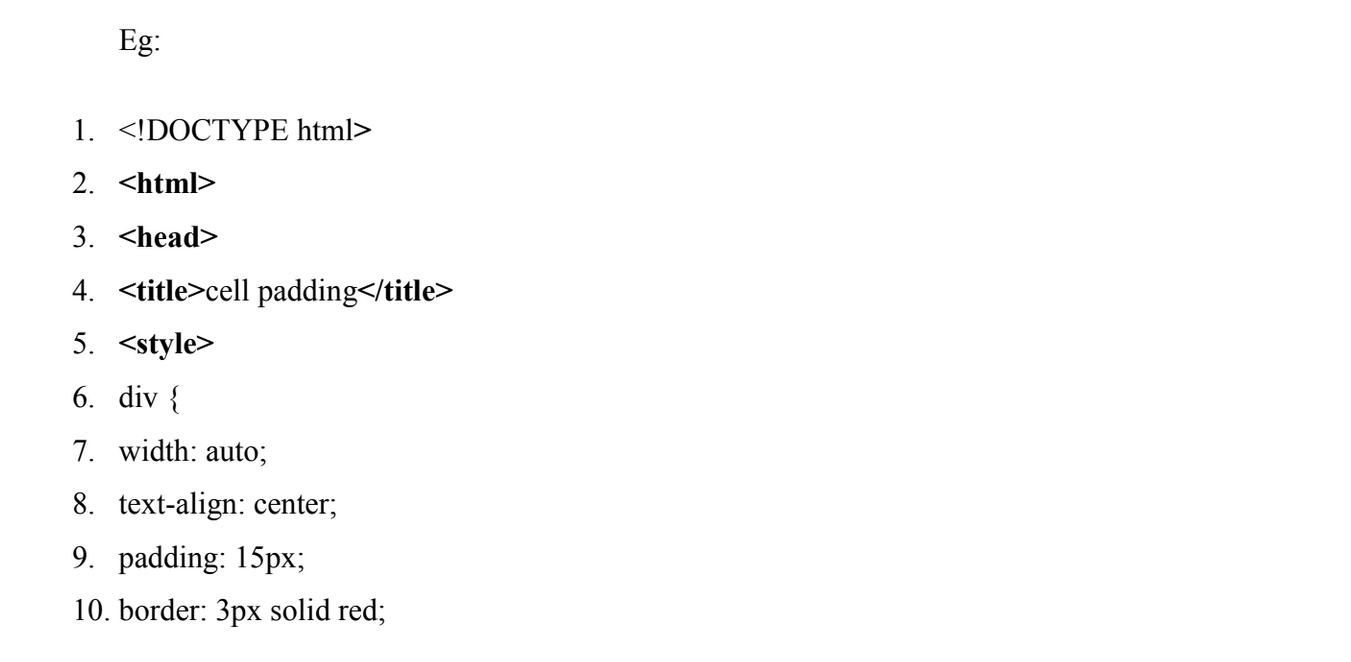 Eg:
1. <!DOCTYPE html>
2. <html>
3. <head>
4. <title>cell padding</title>
5. <style>
6. div {
7. width: auto;
8. text-align: center;
9. padding: 15px;
10. border: 3px solid red;